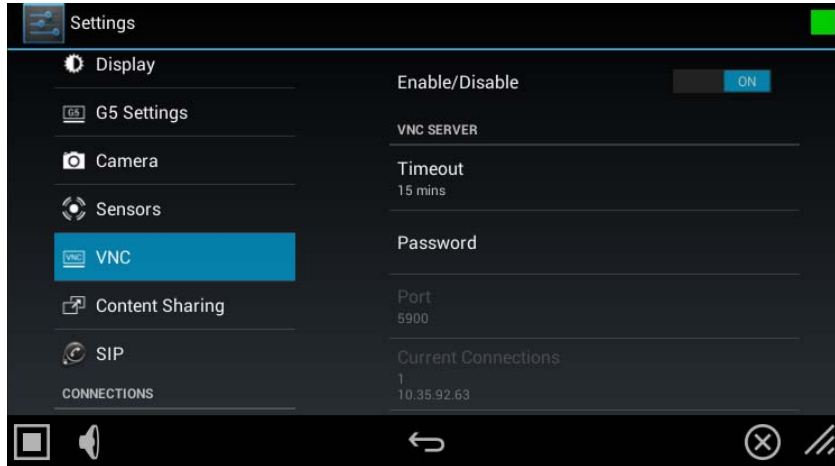 Settings
Display
G5 Settings
Camera
Sensors
VNC
Content Sharing
SIP
CONNECTIONS
Enable/Disable
ON
VNC SERVER
Timeout
15 mins
Password
Port
5900
Current Connections
1
10.35.92.63